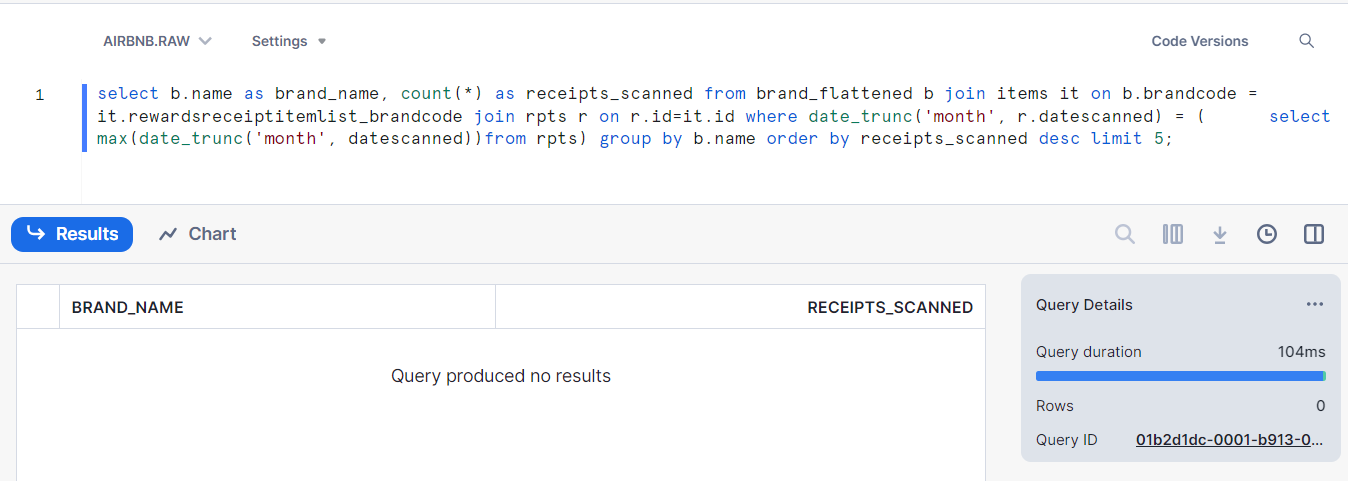 AIRBNB.RAW Settings Code Versions
1 select b.name as brand_name, count(*) as receipts_scanned from brand_flattened b join items it on b.brandcode =
it.rewardsreceiptitemlist_brandcode join rpts r on r.id=it.id where date_trunc('month', r.datescanned) = ( select
max(date_trunc('month', datescanned))from rpts) group by b.name order by receipts_scanned desc limit 5;
Results Chart
BRAND_NAME RECEIPTS_SCANNED
Query produced no results
Query Details ...
Query duration 104ms
Rows 0
Query ID 01b2d1dc-0001-b913-0...